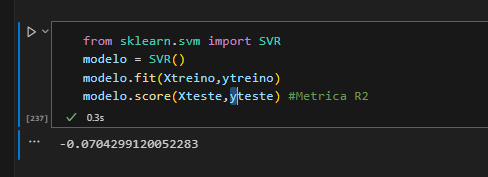 from sklearn.svm import SVR
modelo = SVR()
modelo.fit(Xtreino,ytreino)
modelo.score(Xteste,yteste) #Metrica R2
[237]
0.3s
-0.0704299120052283